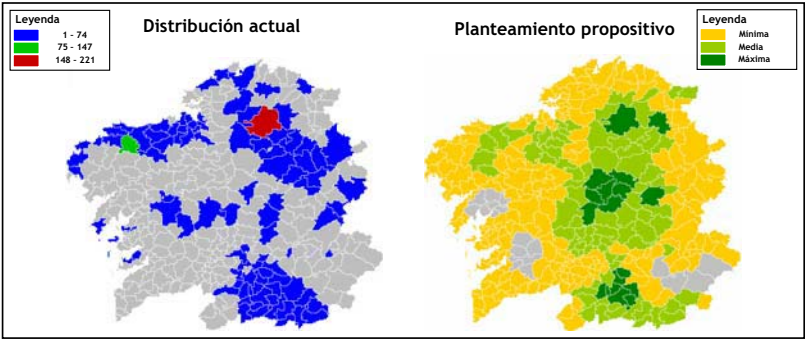 Leyenda
1 - 74
75 - 147
148 - 221
Distribución actual
Planteamiento propositivo
Leyenda
Mínima
Media
Máxima